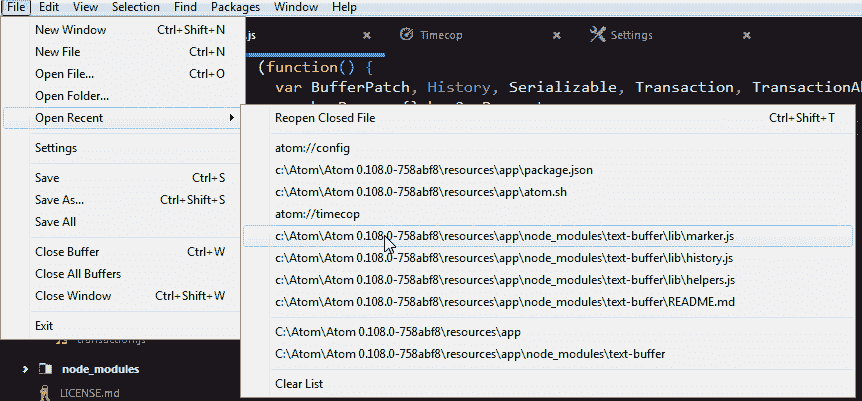 File Edit View Selection Find Packages Window Help
.js Timecop Settings
New Window Ctrl+Shift+N
New File Ctrl+N
Open File... Ctrl+O
Open Folder...
Open Recent
Settings
Save Ctrl+S
Save As... Ctrl+Shift+S
Save All
Close Buffer Ctrl+W
Close All Buffers
Close Window Ctrl+Shift+W
Exit
(function() {
var BufferPatch, History, Serializable, Transaction, TransactionAb
Reopen Closed File Ctrl+Shift+T
atom://config
c:\Atom\Atom 0.108.0-758abf8\resources\app\package.json
c:\Atom\Atom 0.108.0-758abf8\resources\app\atom.sh
atom://timecop
c:\Atom\Atom 0.108.0-758abf8\resources\app\node_modules\text-buffer\lib\marker.js
c:\Atom\Atom 0.108.0-758abf8\resources\app\node_modules\text-buffer\lib\history.js
c:\Atom\Atom 0.108.0-758abf8\resources\app\node_modules\text-buffer\lib\helpers.js
c:\Atom\Atom 0.108.0-758abf8\resources\app\node_modules\text-buffer\README.md
C:\Atom\Atom 0.108.0-758abf8\resources\app
C:\Atom\Atom 0.108.0-758abf8\resources\app\node_modules\text-buffer
Clear List
transaction.js
node_modules
LICENSE.md